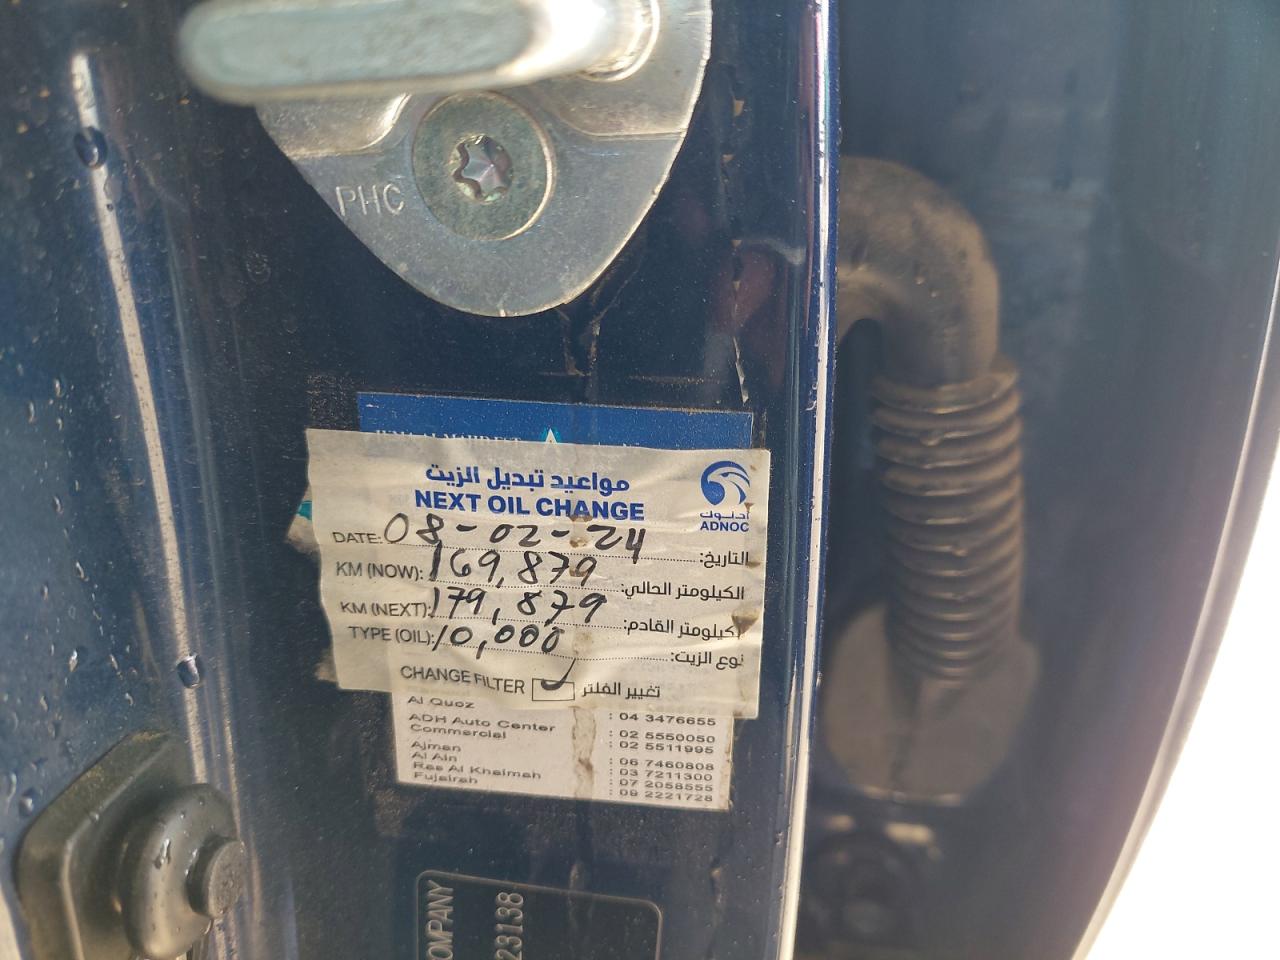 PHC
مواعيد تبديل الزيت
NEXT OIL CHANGE
أدنوك
ADNOC
DATE: 08-02-24 التاريخ:
KM (NOW): 169,879 الكيلومتر الحالي:
KM (NEXT): 179,879 الكيلومتر القادم:
TYPE (OIL): 10,000 نوع الزيت:
CHANGE FILTER تغيير الفلتر
Al Quoz : 04 3476655
ADH Auto Center : 02 5550050
Commercial : 02 5511995
Ajman : 06 7460808
Al Ain : 03 7211300
Ras Al Khaimah : 07 2058555
Fujairah : 09 2221728
OMPANY
23138